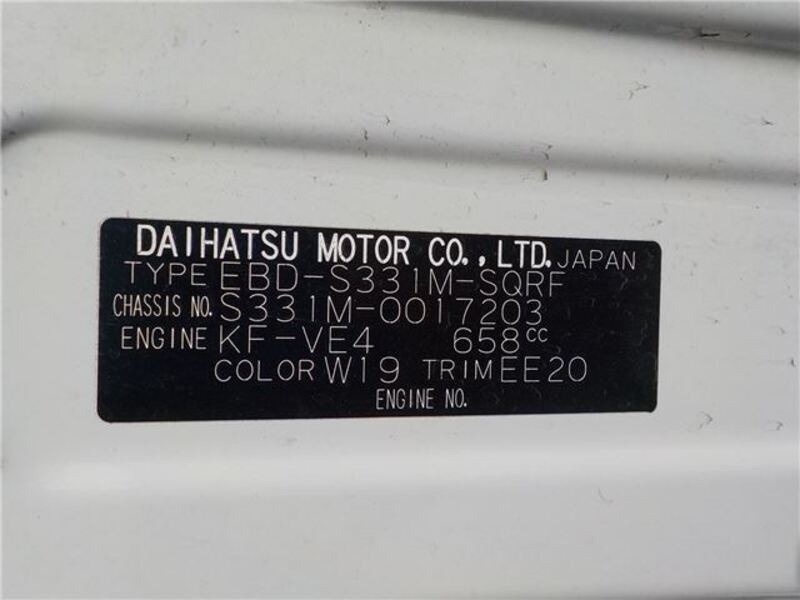 DAIHATSU MOTOR CO., LTD. JAPAN
TYPE EBD-S331M-SQRF
CHASSIS NO. S331M-0017203
ENGINE KF-VE4 658cc
COLOR W19 TRIM EE20
ENGINE NO.